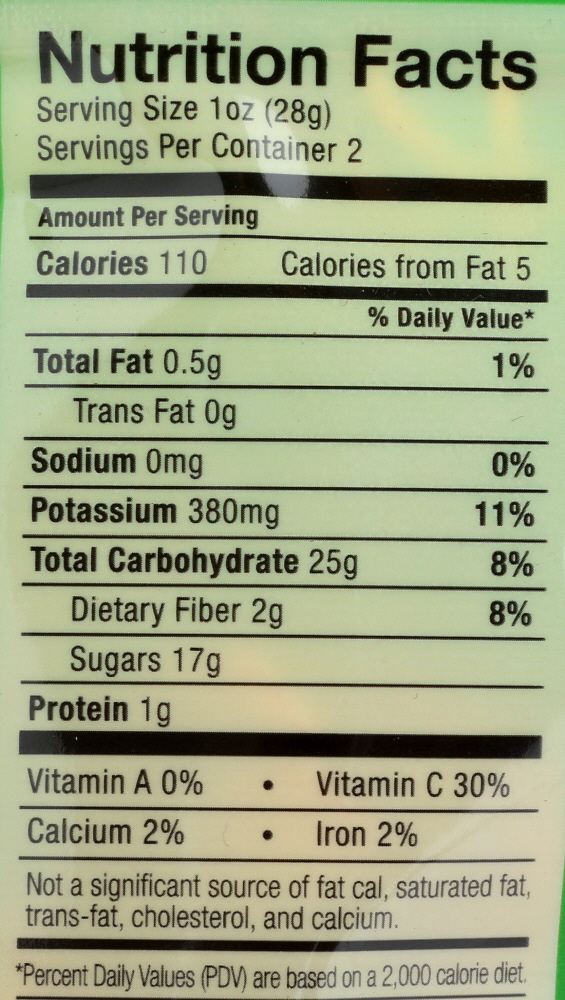 Nutrition Facts
Serving Size 1oz (28g)
Servings Per Container 2
Amount Per Serving
Calories 110 Calories from Fat 5
% Daily Value*
Total Fat 0.5g 1%
Trans Fat 0g
Sodium 0mg 0%
Potassium 380mg 11%
Total Carbohydrate 25g 8%
Dietary Fiber 2g 8%
Sugars 17g
Protein 1g
Vitamin A 0% • Vitamin C 30%
Calcium 2% • Iron 2%
Not a significant source of fat cal, saturated fat,
trans-fat, cholesterol, and calcium.
*Percent Daily Values (PDV) are based on a 2,000 calorie diet.